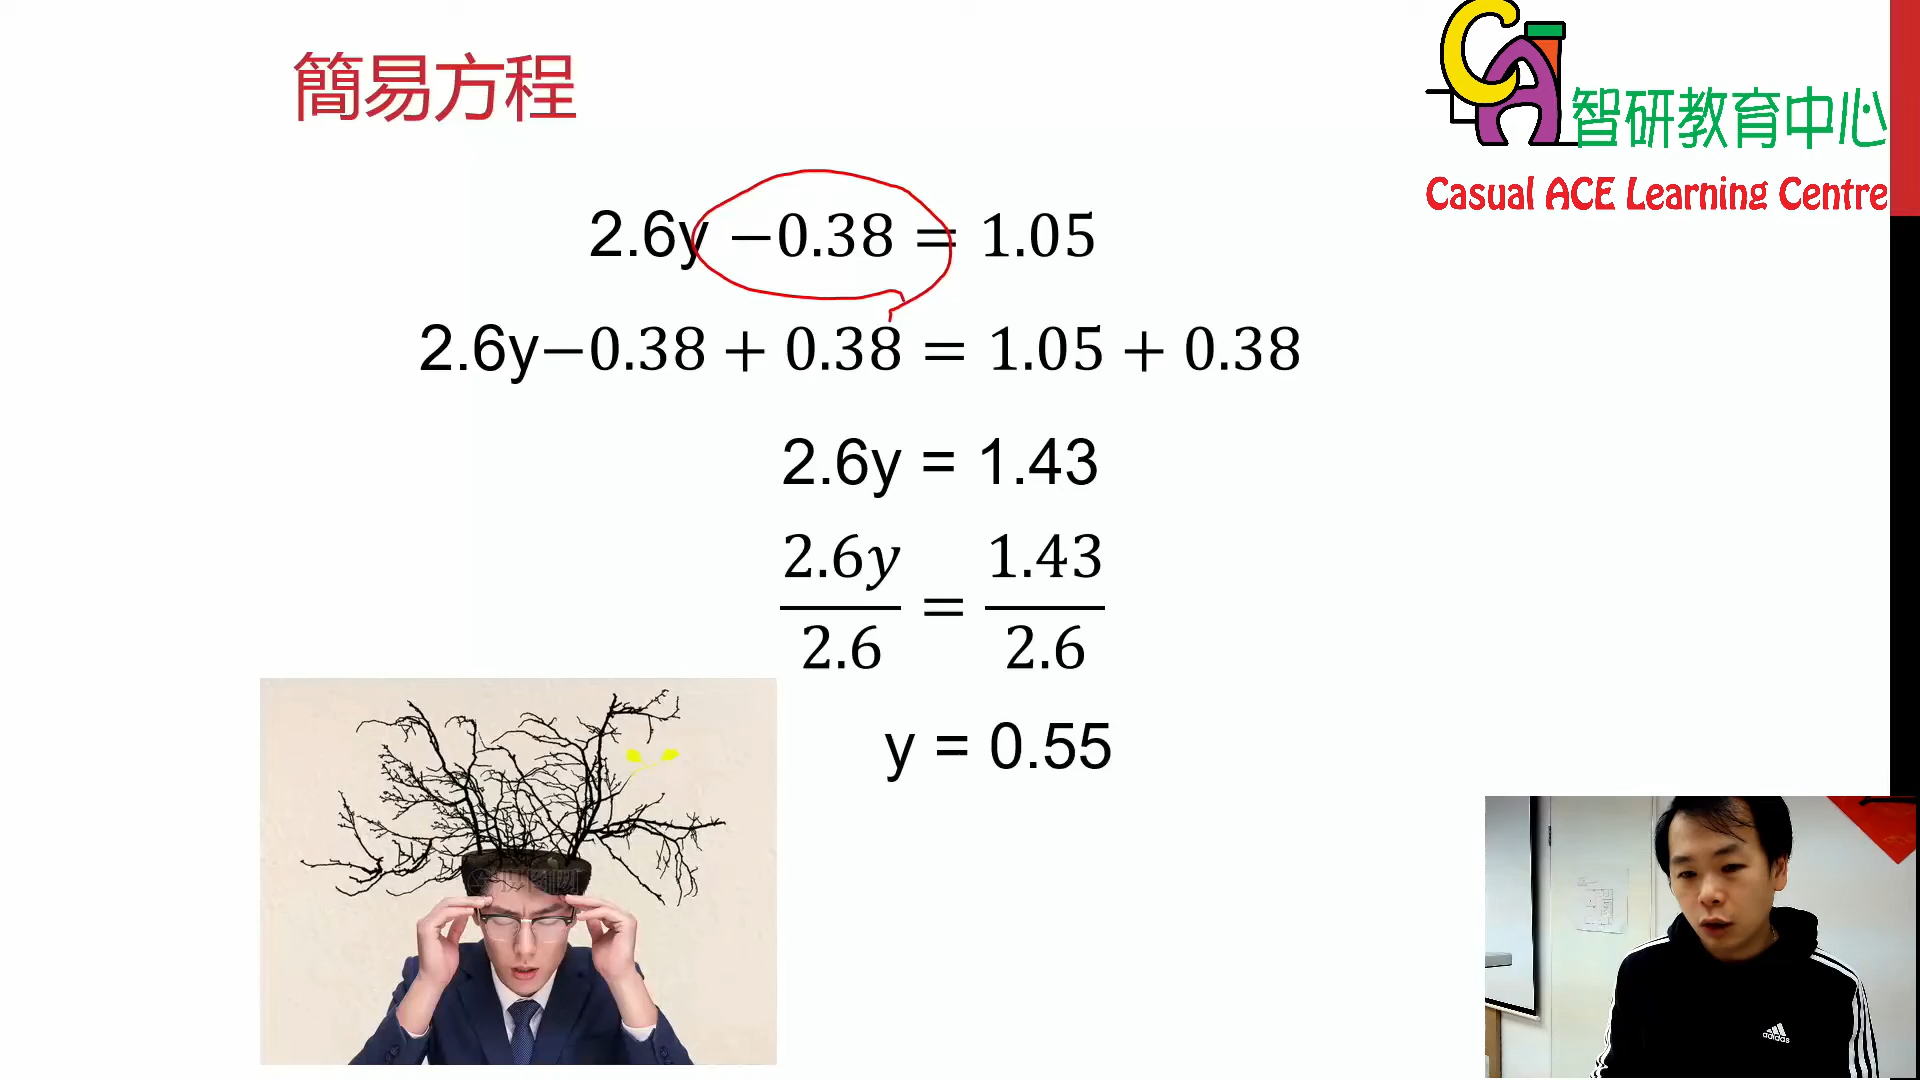 簡易方程
智研教育中心
Casual ACE Learning Centre
2.6y −0.38 = 1.05
2.6y−0.38 + 0.38 = 1.05 + 0.38
2.6y = 1.43
2.6y/2.6 = 1.43/2.6
y = 0.55
adidas